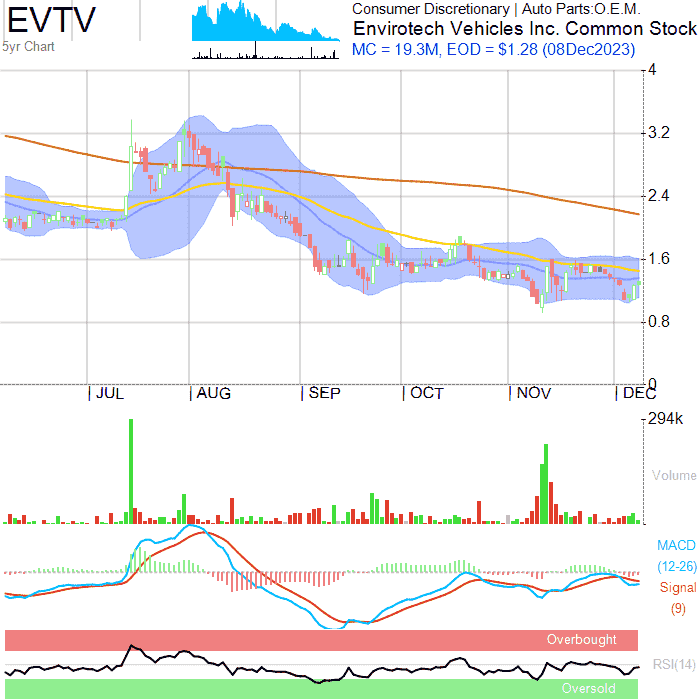 EVTV
5yr Chart
Consumer Discretionary | Auto Parts:O.E.M.
Envirotech Vehicles Inc. Common Stock
MC = 19.3M, EOD = $1.28 (08Dec2023)
4
3.2
2.4
1.6
0.8
0
JUL AUG SEP OCT NOV DEC
294k
Volume
MACD
(12-26)
Signal
(9)
Overbought
RSI(14)
Oversold